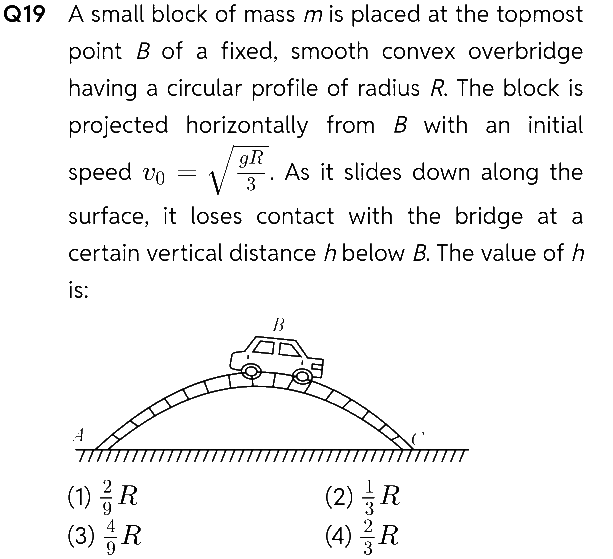 Q19 A small block of mass m is placed at the topmost
point B of a fixed, smooth convex overbridge
having a circular profile of radius R. The block is
projected horizontally from B with an initial
speed v₀ = √(gR/3). As it slides down along the
surface, it loses contact with the bridge at a
certain vertical distance h below B. The value of h
is:
B
A
C
(1) 2/9 R (2) 1/3 R
(3) 4/9 R (4) 2/3 R